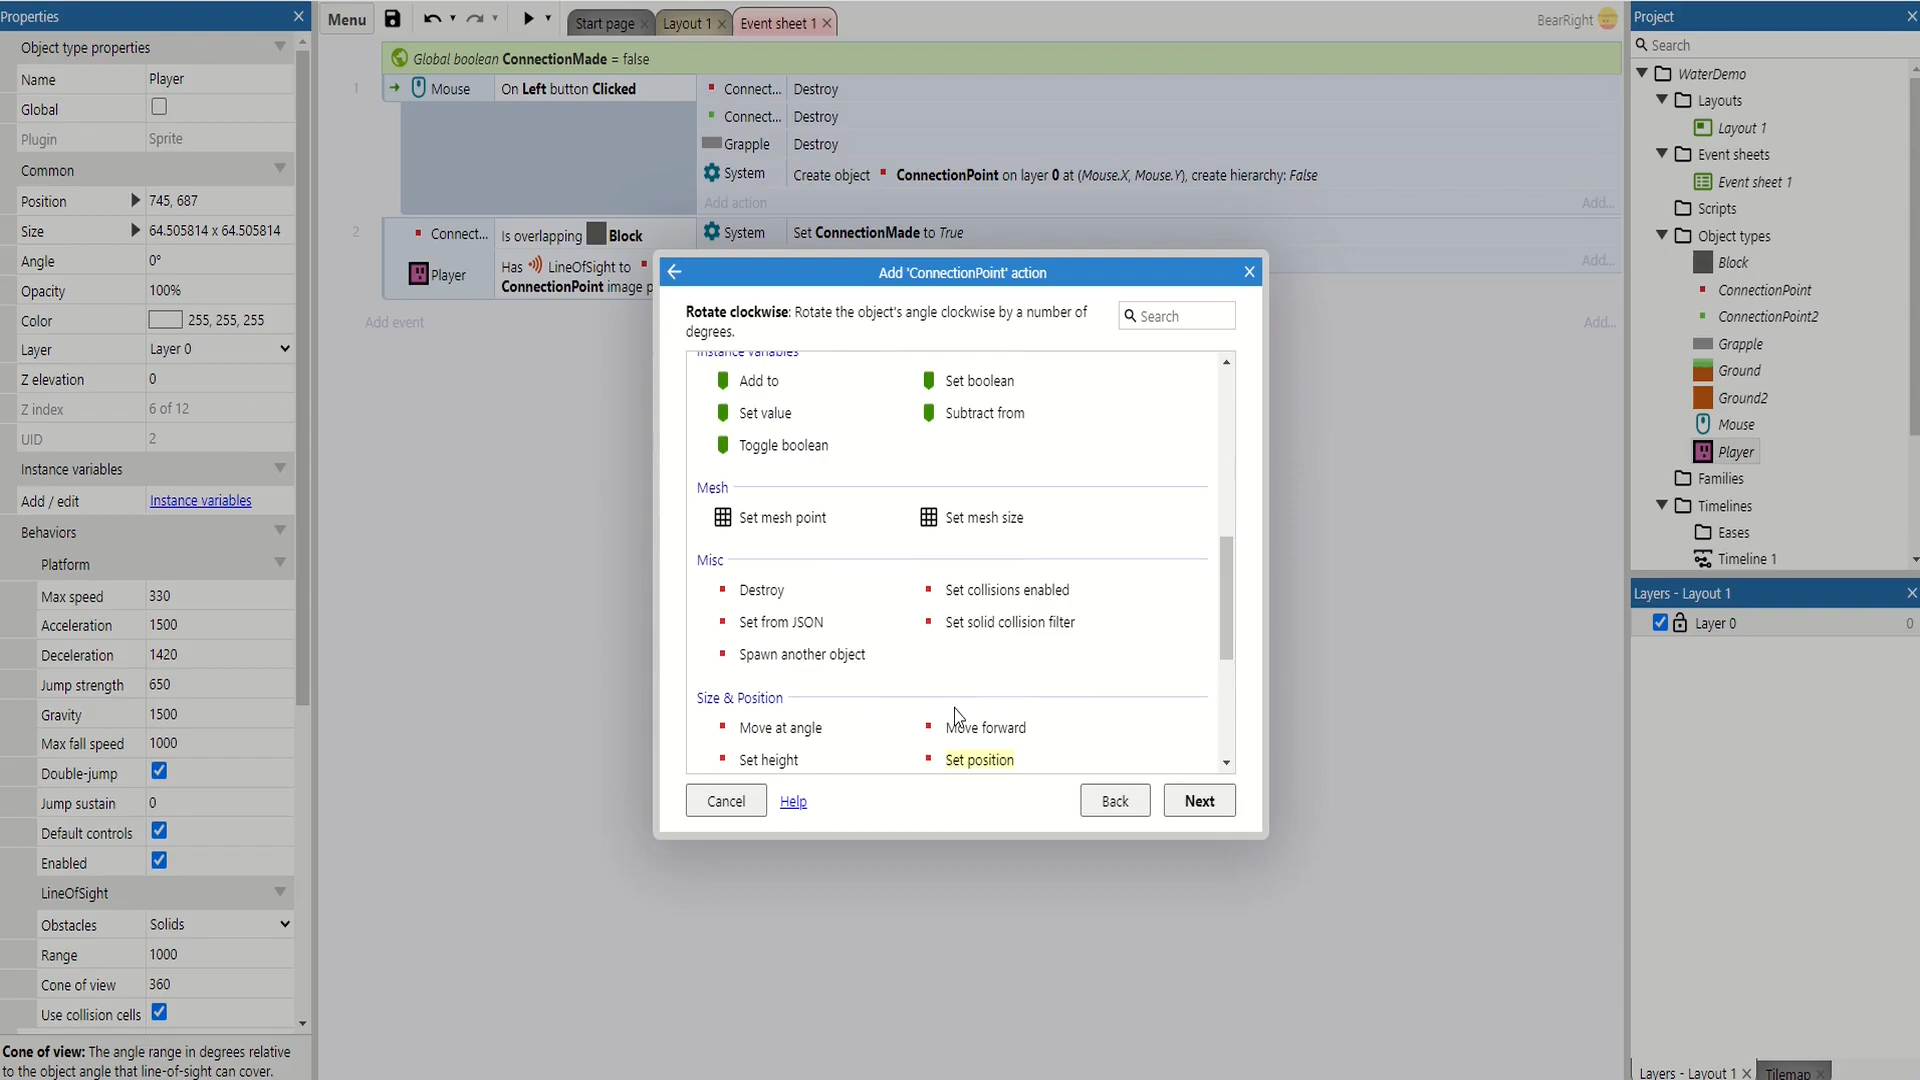 Properties
Object type properties
Name Player
Global
Plugin Sprite
Common
Position 745, 687
Size 64.505814 x 64.505814
Angle 0°
Opacity 100%
Color 255, 255, 255
Layer Layer 0
Z elevation 0
Z index 6 of 12
UID 2
Instance variables
Add / edit Instance variables
Behaviors
Platform
Max speed 330
Acceleration 1500
Deceleration 1420
Jump strength 650
Gravity 1500
Max fall speed 1000
Double-jump
Jump sustain 0
Default controls
Enabled
LineOfSight
Obstacles Solids
Range 1000
Cone of view 360
Use collision cells
Cone of view: The angle range in degrees relative
to the object angle that line-of-sight can cover.
Menu Start page Layout 1 Event sheet 1 BearRight
Global boolean ConnectionMade = false
1 Mouse On Left button Clicked Connect... Destroy
Connect... Destroy
Grapple Destroy
System Create object ConnectionPoint on layer 0 at (Mouse.X, Mouse.Y), create hierarchy: False
Add action Add...
2 Connect... Is overlapping Block System Set ConnectionMade to True
Player Has LineOfSight to
ConnectionPoint image p
Add...
Add event Add...
Add 'ConnectionPoint' action
Rotate clockwise: Rotate the object's angle clockwise by a number of
degrees.
Search
Instance variables
Add to Set boolean
Set value Subtract from
Toggle boolean
Mesh
Set mesh point Set mesh size
Misc
Destroy Set collisions enabled
Set from JSON Set solid collision filter
Spawn another object
Size & Position
Move at angle Move forward
Set height Set position
Cancel Help Back Next
Project
Search
WaterDemo
Layouts
Layout 1
Event sheets
Event sheet 1
Scripts
Object types
Block
ConnectionPoint
ConnectionPoint2
Grapple
Ground
Ground2
Mouse
Player
Families
Timelines
Eases
Timeline 1
Layers - Layout 1
Layer 0 0
Layers - Layout 1 Tilemap